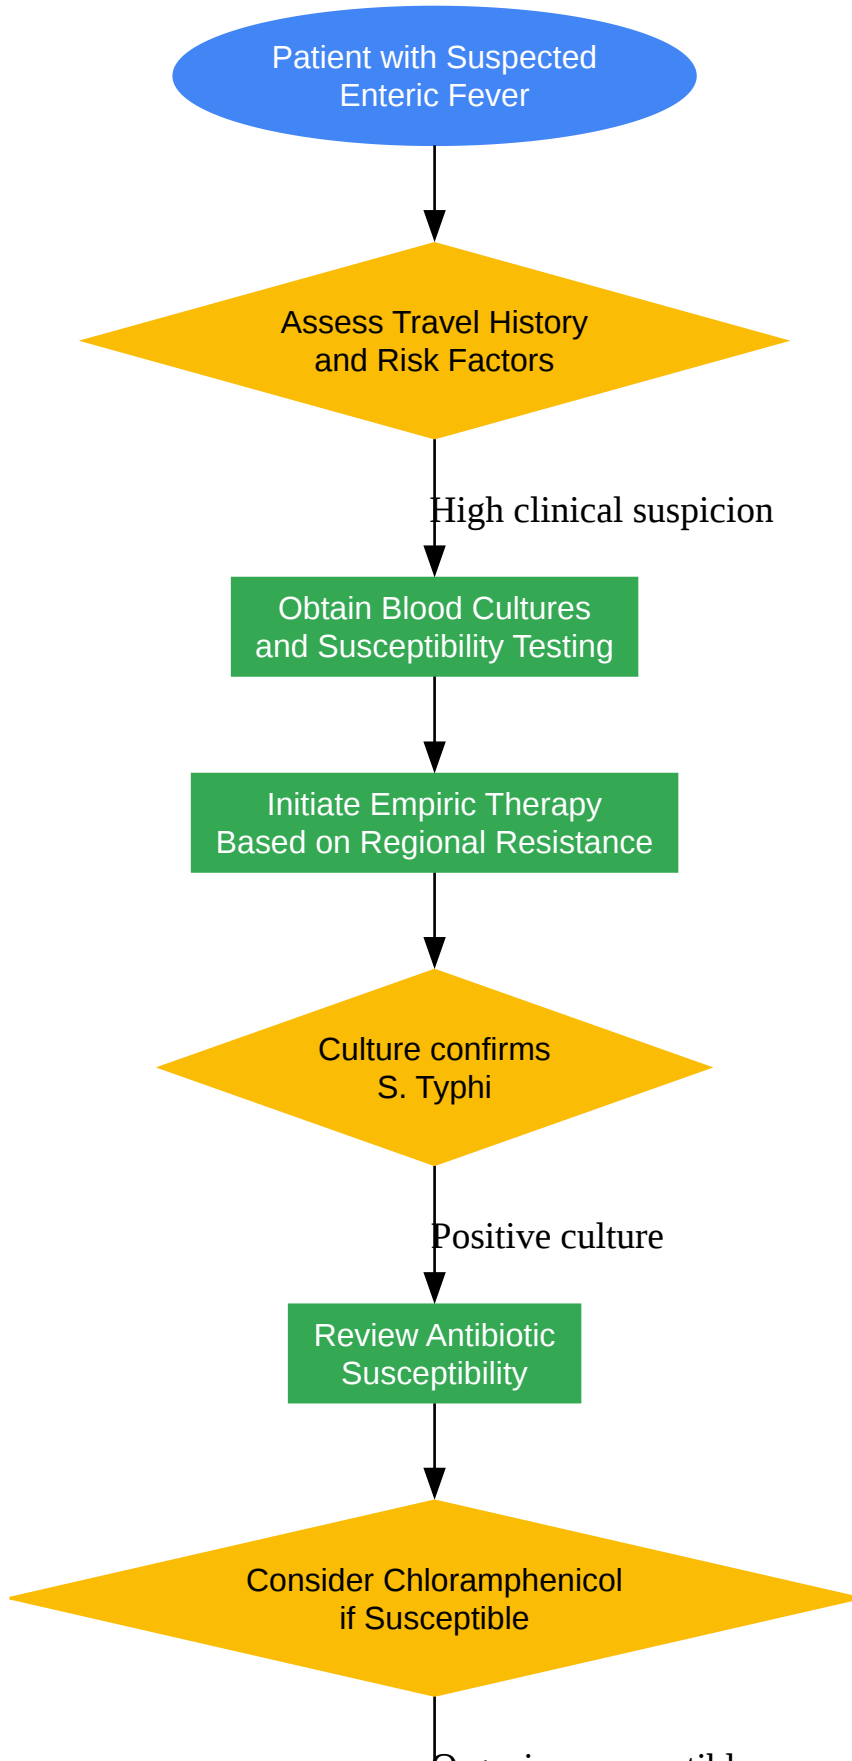 Patient with Suspected
Enteric Fever
Assess Travel History
and Risk Factors
High clinical suspicion
Obtain Blood Cultures
and Susceptibility Testing
Initiate Empiric Therapy
Based on Regional Resistance
Culture confirms
S. Typhi
Positive culture
Review Antibiotic
Susceptibility
Consider Chloramphenicol
if Susceptible